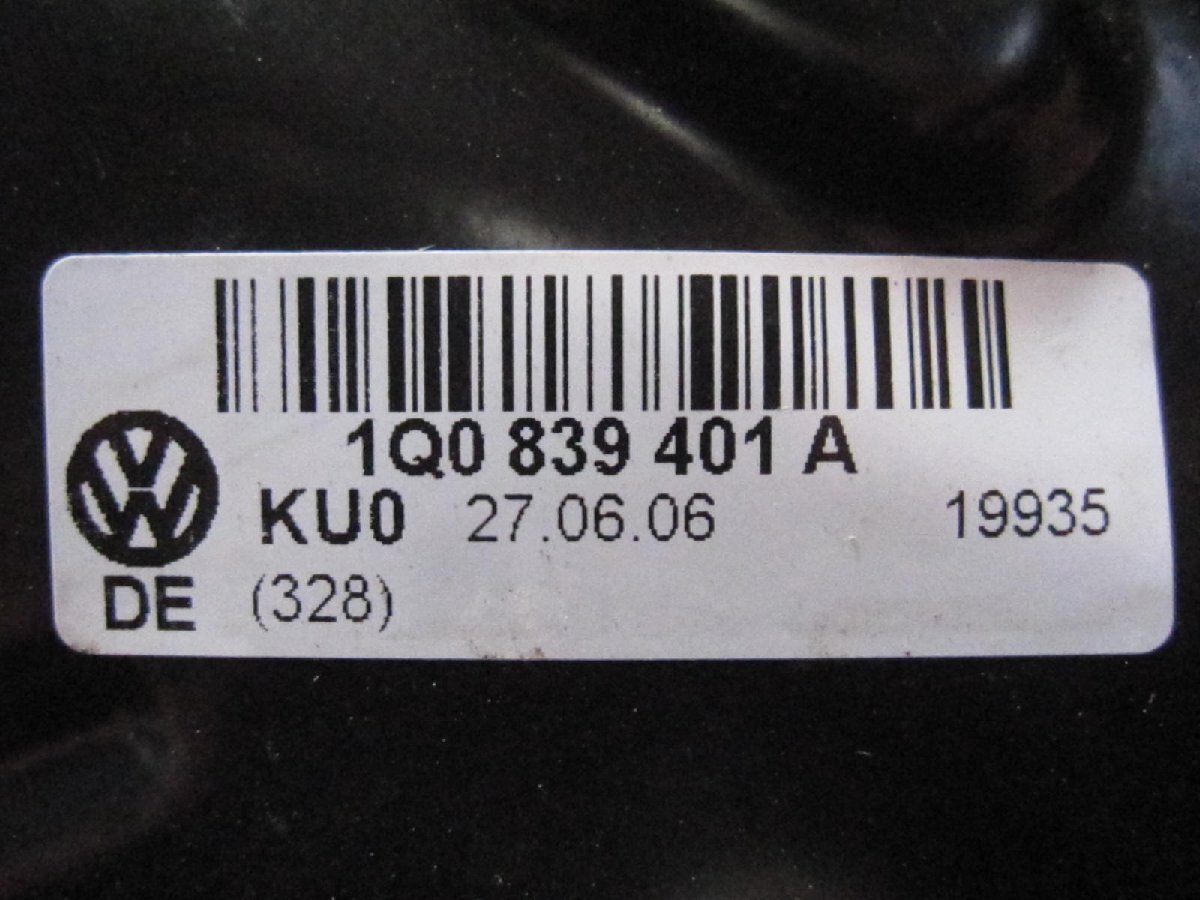 1Q0 839 401 A
KU0 27.06.06 19935
DE (328)